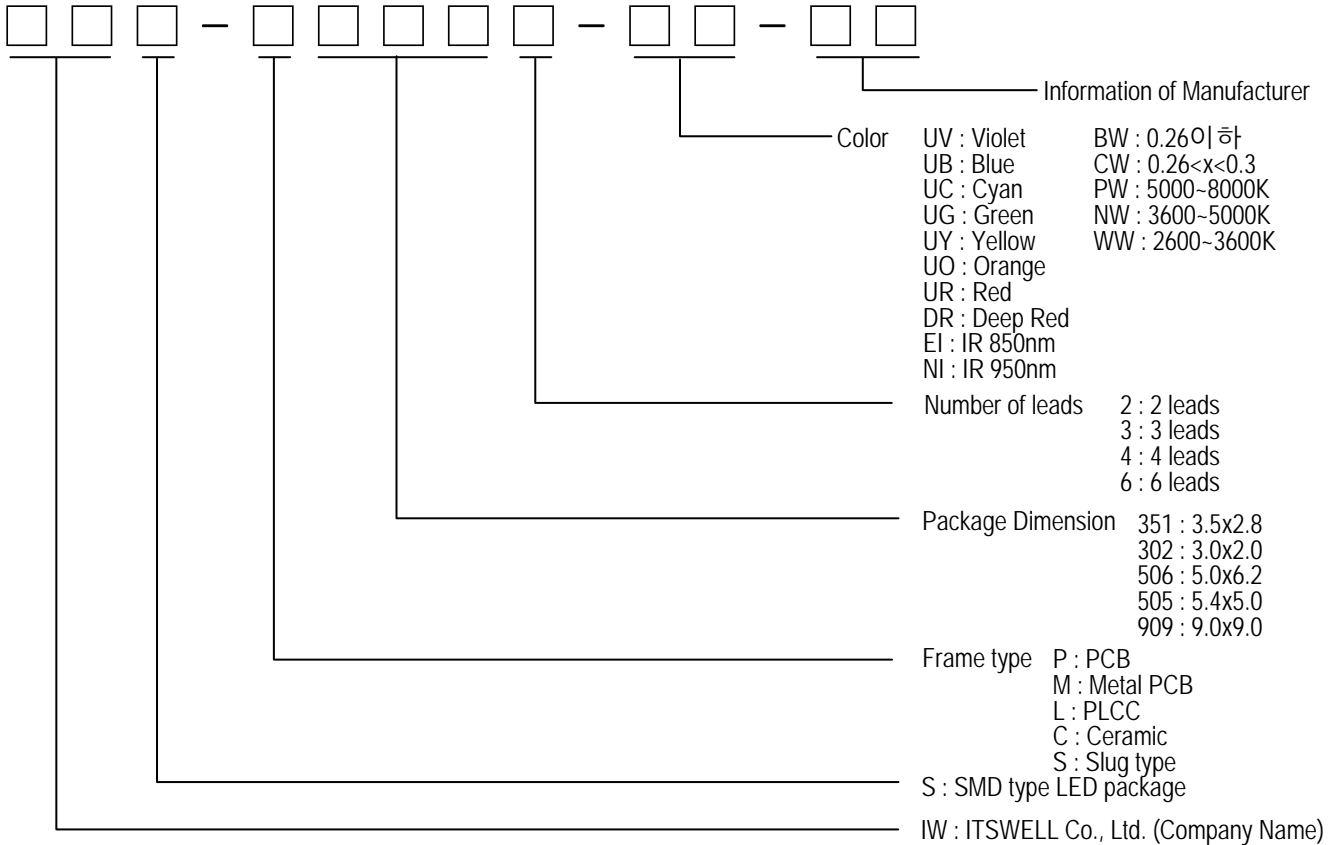 Information of Manufacturer
Color UV : Violet BW : 0.26이하
UB : Blue CW : 0.26<x<0.3
UC : Cyan PW : 5000~8000K
UG : Green NW : 3600~5000K
UY : Yellow WW : 2600~3600K
UO : Orange
UR : Red
DR : Deep Red
EI : IR 850nm
NI : IR 950nm
Number of leads 2 : 2 leads
3 : 3 leads
4 : 4 leads
6 : 6 leads
Package Dimension 351 : 3.5x2.8
302 : 3.0x2.0
506 : 5.0x6.2
505 : 5.4x5.0
909 : 9.0x9.0
Frame type P : PCB
M : Metal PCB
L : PLCC
C : Ceramic
S : Slug type
S : SMD type LED package
IW : ITSWELL Co., Ltd. (Company Name)